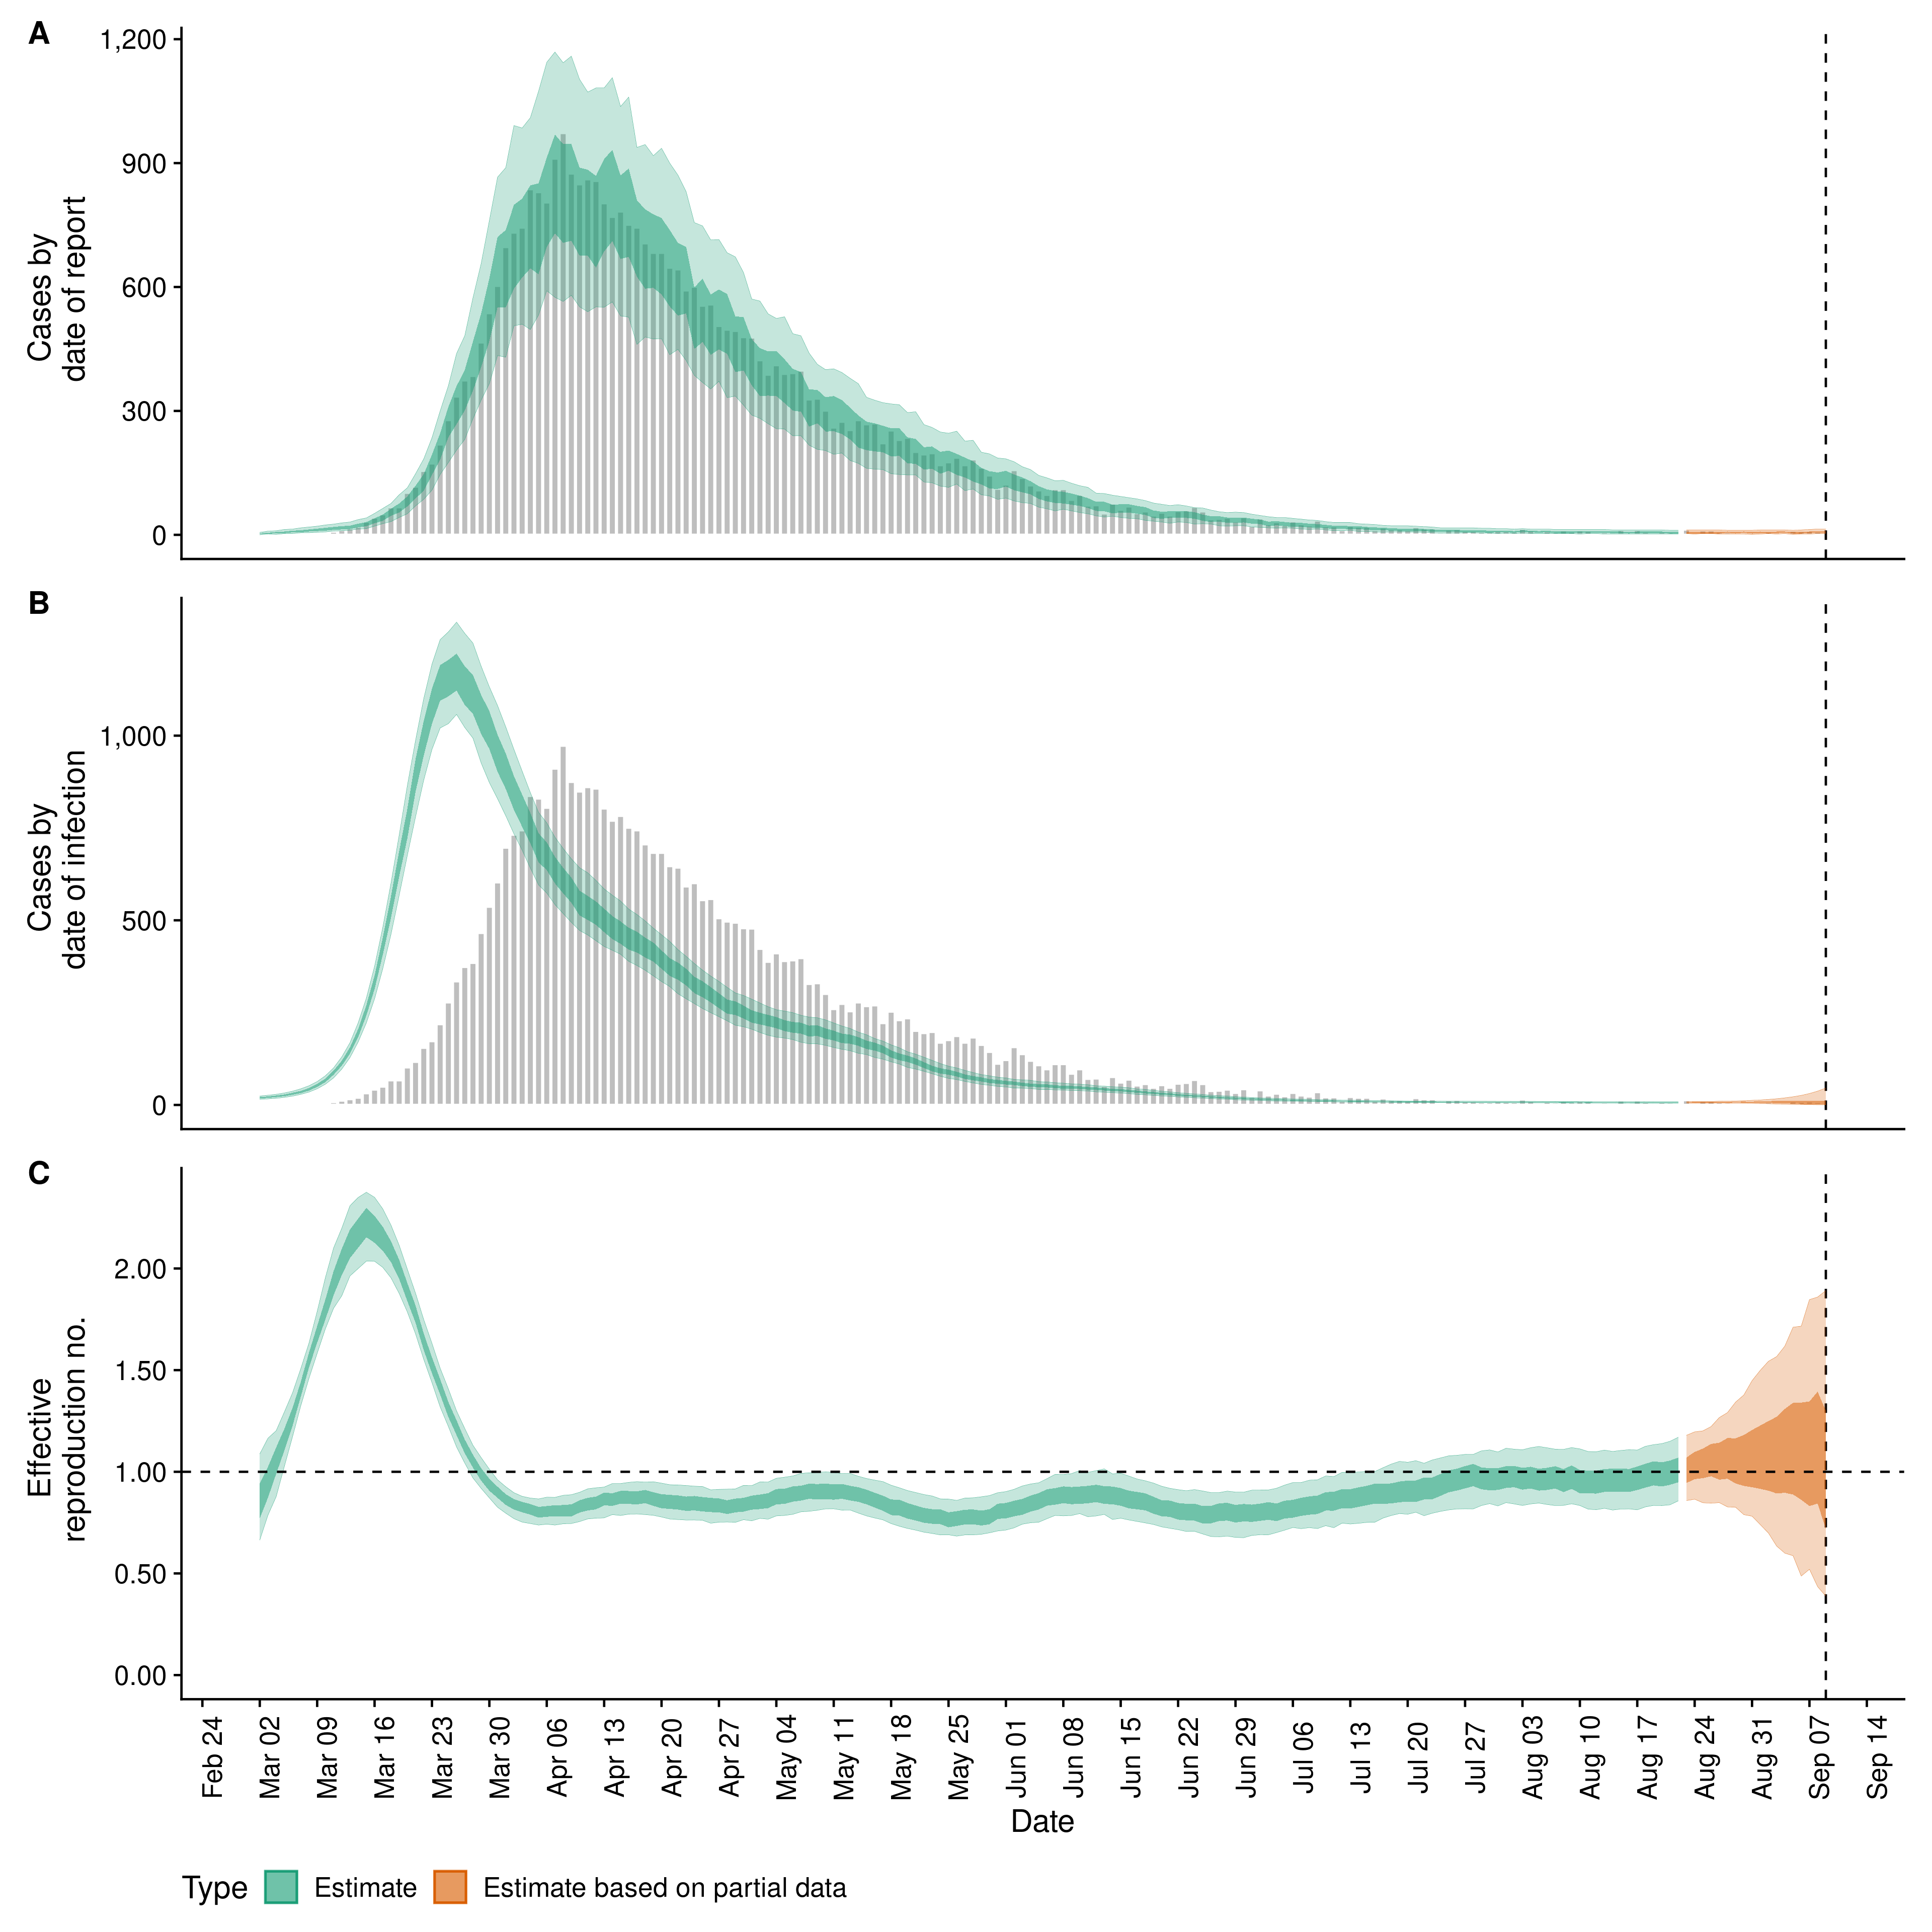 A
1,200
900
600
300
0
Cases by
date of report
B
1,000
500
0
Cases by
date of infection
C
2.00
1.50
1.00
0.50
0.00
Effective
reproduction no.
Feb 24
Mar 02
Mar 09
Mar 16
Mar 23
Mar 30
Apr 06
Apr 13
Apr 20
Apr 27
May 04
May 11
May 18
May 25
Jun 01
Jun 08
Jun 15
Jun 22
Jun 29
Jul 06
Jul 13
Jul 20
Jul 27
Aug 03
Aug 10
Aug 17
Aug 24
Aug 31
Sep 07
Sep 14
Date
Type Estimate Estimate based on partial data